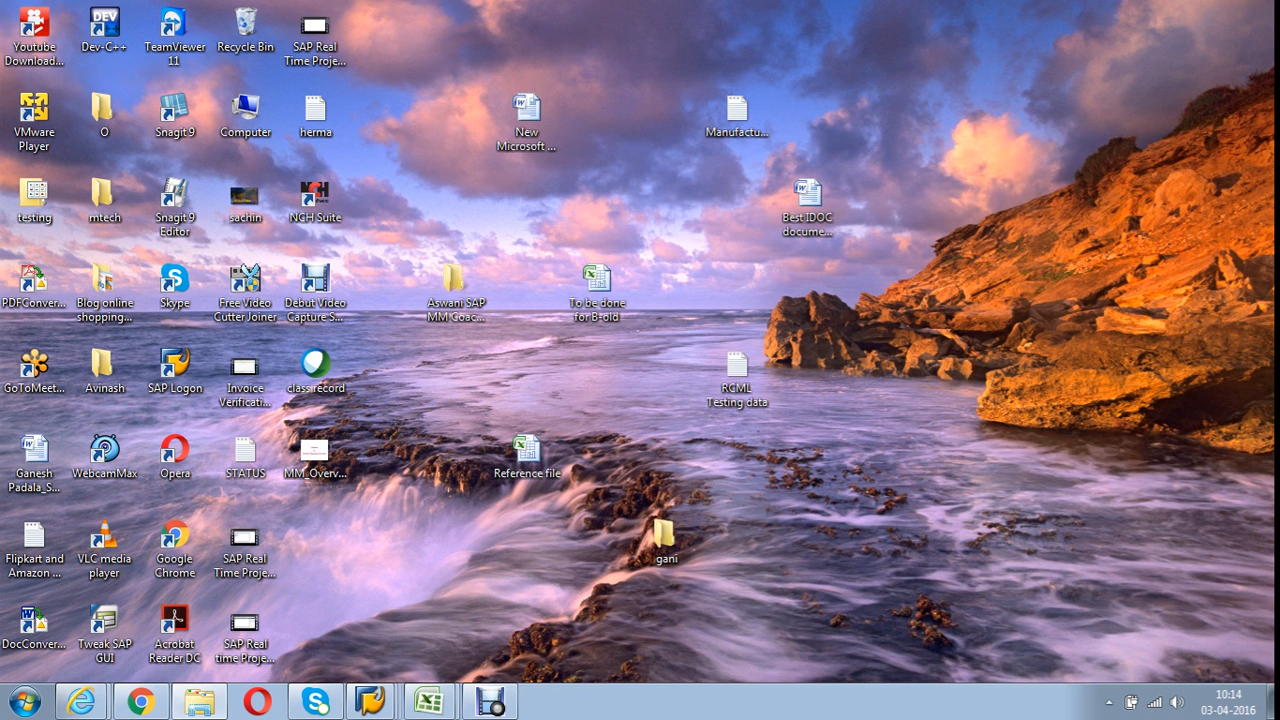 Youtube
Download...
Dev-C++
TeamViewer
11
Recycle Bin
SAP Real
Time Proje...
VMware
Player
O
Snagit 9
Computer
herma
New
Microsoft ...
Manufactu...
testing
mtech
Snagit 9
Editor
sachin
NCH Suite
Best IDOC
docume...
PDFConver...
Blog online
shopping...
Skype
Free Video
Cutter Joiner
Debut Video
Capture S...
Aswani SAP
MM Coac...
To be done
for B-old
GoToMeet...
Avinash
SAP Logon
Invoice
Verificati...
class record
RCML
Testing data
Ganesh
Padala_S...
WebcamMax
Opera
STATUS
MM_Overv...
Reference file
Flipkart and
Amazon ...
VLC media
player
Google
Chrome
SAP Real
Time Proje...
gani
DocConver...
Tweak SAP
GUI
Acrobat
Reader DC
SAP Real
time Proje...
10:14
03-04-2016